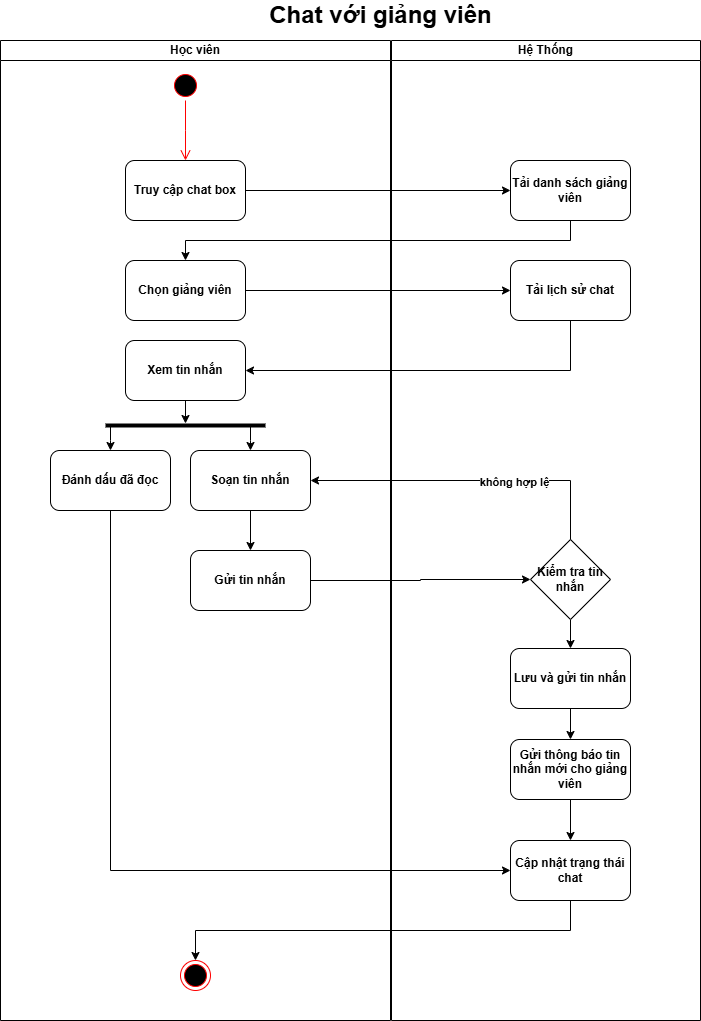 Chat với giảng viên
Học viên
Hệ Thống
Truy cập chat box
Tải danh sách giảng
viên
Chọn giảng viên
Tải lịch sử chat
Xem tin nhắn
Đánh dấu đã đọc
Soạn tin nhắn
không hợp lệ
Gửi tin nhắn
Kiểm tra tin
nhắn
Lưu và gửi tin nhắn
Gửi thông báo tin
nhắn mới cho giảng
viên
Cập nhật trạng thái
chat